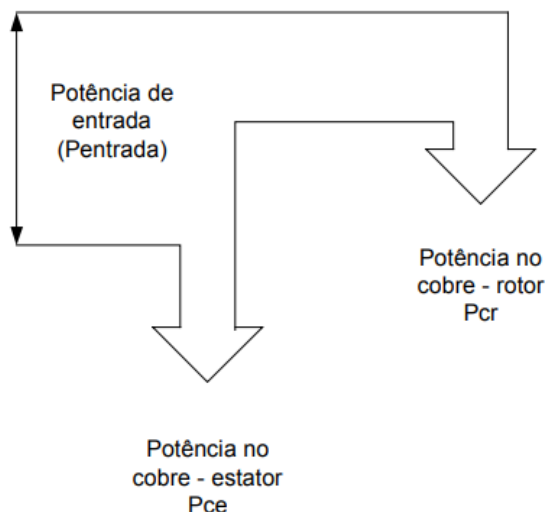 Potência de
entrada
(Pentrada)
Potência no
cobre - rotor
Pcr
Potência no
cobre - estator
Pce